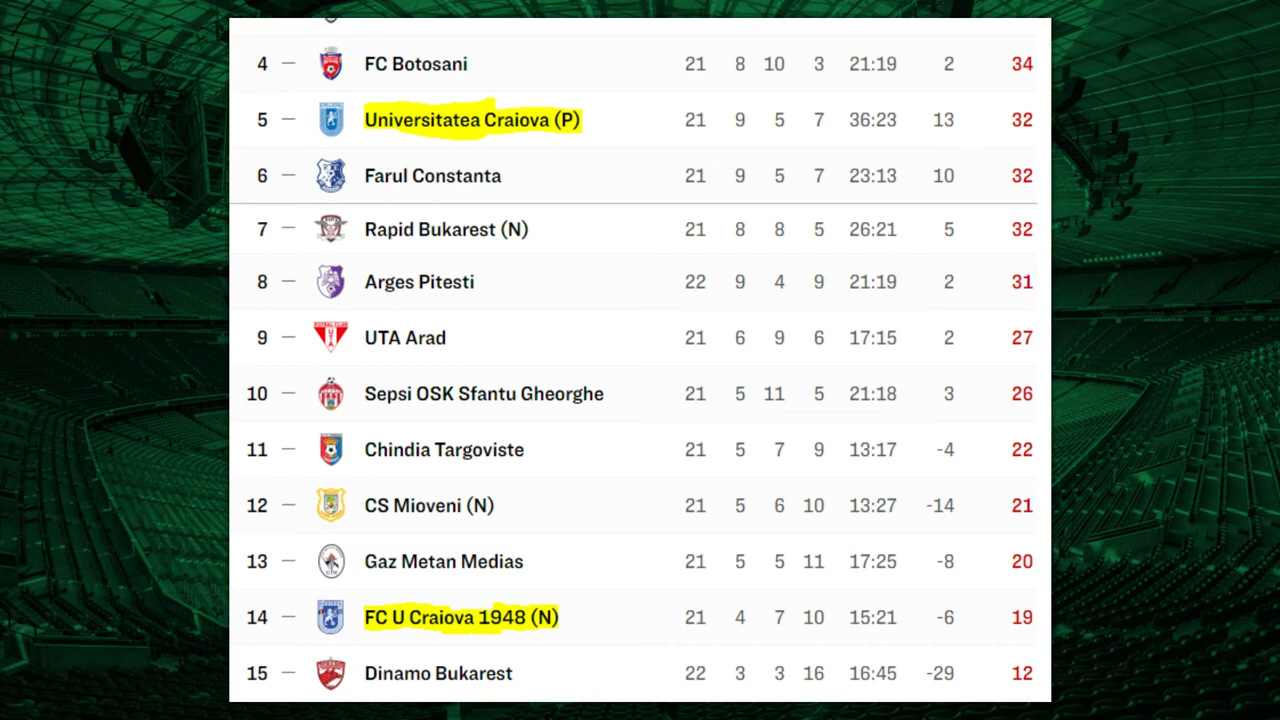 4 — FC Botosani 21 8 10 3 21:19 2 34
5 — Universitatea Craiova (P) 21 9 5 7 36:23 13 32
6 — Farul Constanta 21 9 5 7 23:13 10 32
7 — Rapid Bukarest (N) 21 8 8 5 26:21 5 32
8 — Arges Pitesti 22 9 4 9 21:19 2 31
9 — UTA Arad 21 6 9 6 17:15 2 27
10 — Sepsi OSK Sfantu Gheorghe 21 5 11 5 21:18 3 26
11 — Chindia Targoviste 21 5 7 9 13:17 -4 22
12 — CS Mioveni (N) 21 5 6 10 13:27 -14 21
13 — Gaz Metan Medias 21 5 5 11 17:25 -8 20
14 — FC U Craiova 1948 (N) 21 4 7 10 15:21 -6 19
15 — Dinamo Bukarest 22 3 3 16 16:45 -29 12